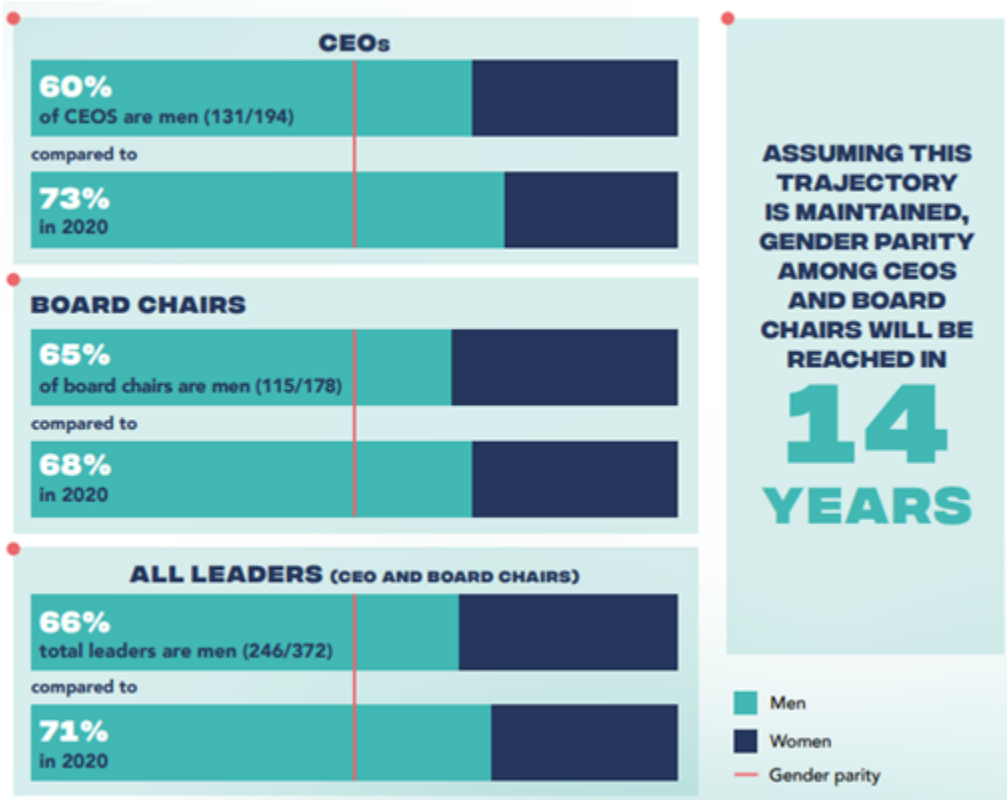 CEOs
60%
of CEOS are men (131/194)
compared to
73%
in 2020
BOARD CHAIRS
65%
of board chairs are men (115/178)
compared to
68%
in 2020
ALL LEADERS (CEO AND BOARD CHAIRS)
66%
total leaders are men (246/372)
compared to
71%
in 2020
ASSUMING THIS
TRAJECTORY
IS MAINTAINED,
GENDER PARITY
AMONG CEOS
AND BOARD
CHAIRS WILL BE
REACHED IN
14
YEARS
Men
Women
Gender parity